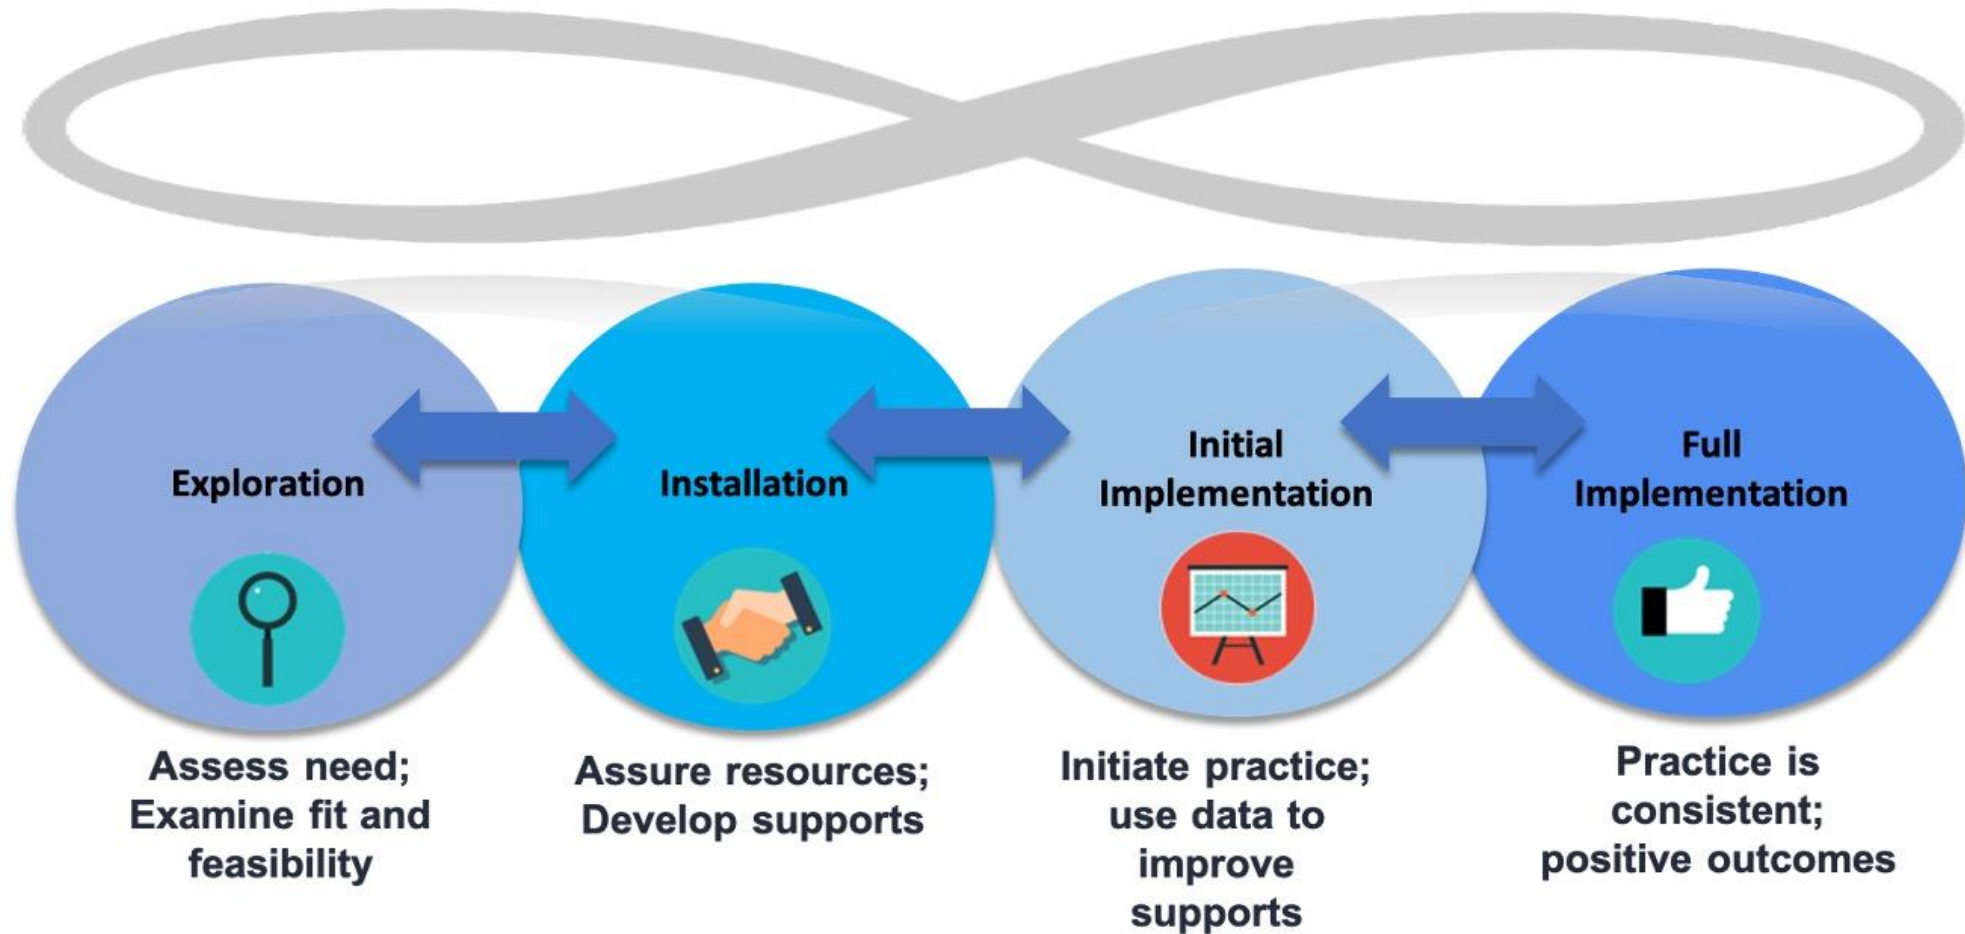 Exploration
Assess need;
Examine fit and
feasibility
Installation
Assure resources;
Develop supports
Initial
Implementation
Initiate practice;
use data to
improve
supports
Full
Implementation
Practice is
consistent;
positive outcomes